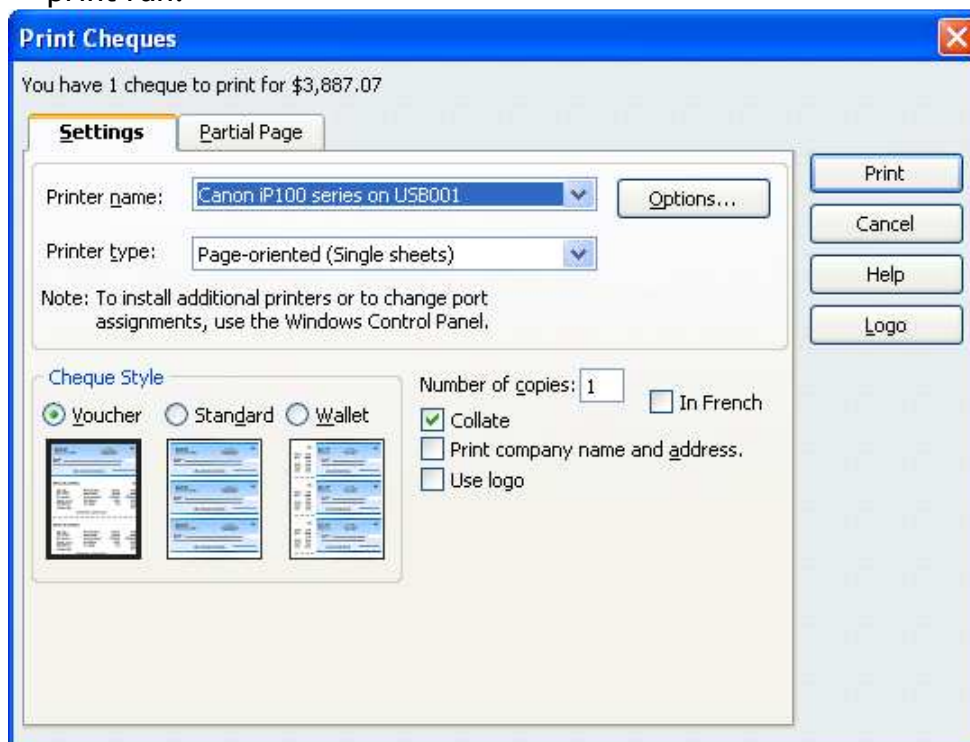 print run.
Print Cheques
You have 1 cheque to print for $3,887.07
Settings Partial Page
Printer name: Canon iP100 series on USB001 Options...
Printer type: Page-oriented (Single sheets)
Note: To install additional printers or to change port
assignments, use the Windows Control Panel.
Print
Cancel
Help
Logo
Cheque Style
Voucher Standard Wallet
Number of copies: 1 In French
Collate
Print company name and address.
Use logo